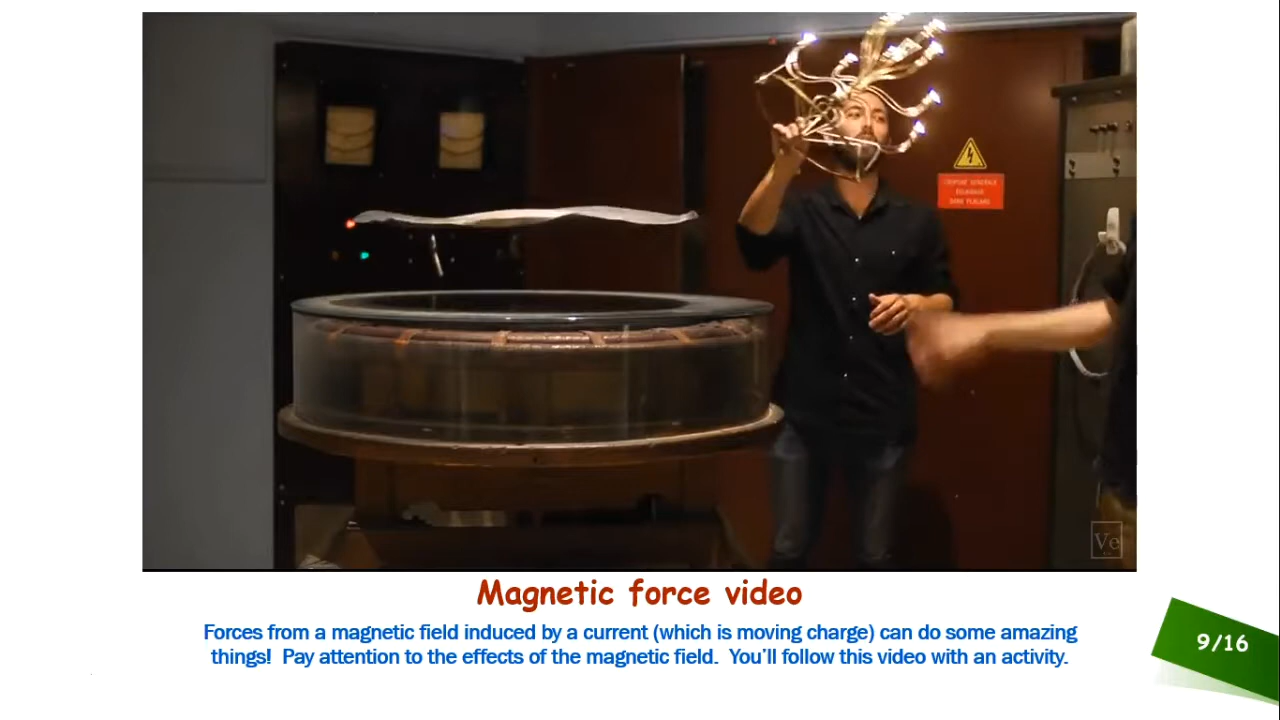 Ve
Magnetic force video
Forces from a magnetic field induced by a current (which is moving charge) can do some amazing
things!  Pay attention to the effects of the magnetic field.  You'll follow this video with an activity.
9/16